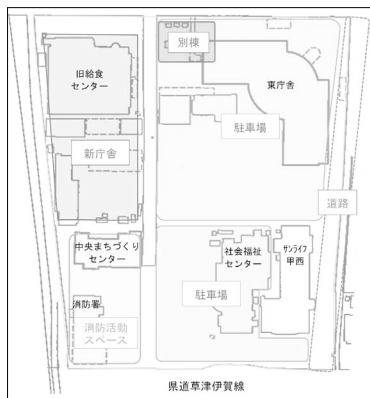 別棟
旧給食
センター
東庁舎
駐車場
新庁舎
道路
中央まちづくり
センター
社会福祉
センター
サンライフ
甲西
駐車場
消防署
消防活動
スペース
県道草津伊賀線